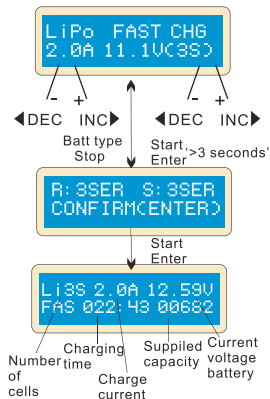 LiPo FAST CHG
2.0A 11.1V(3S)
- + - +
◀DEC INC▶ ◀DEC INC▶
Batt type
Stop
Start
Enter '>3 seconds'
R: 3SER S: 3SER
CONFIRM(ENTER)
Start
Enter
Li3S 2.0A 12.59V
FAS 022: 43 00682
Number
of
cells
Charging
time
Charge
current
Suppiled
capacity
Current
voltage
battery